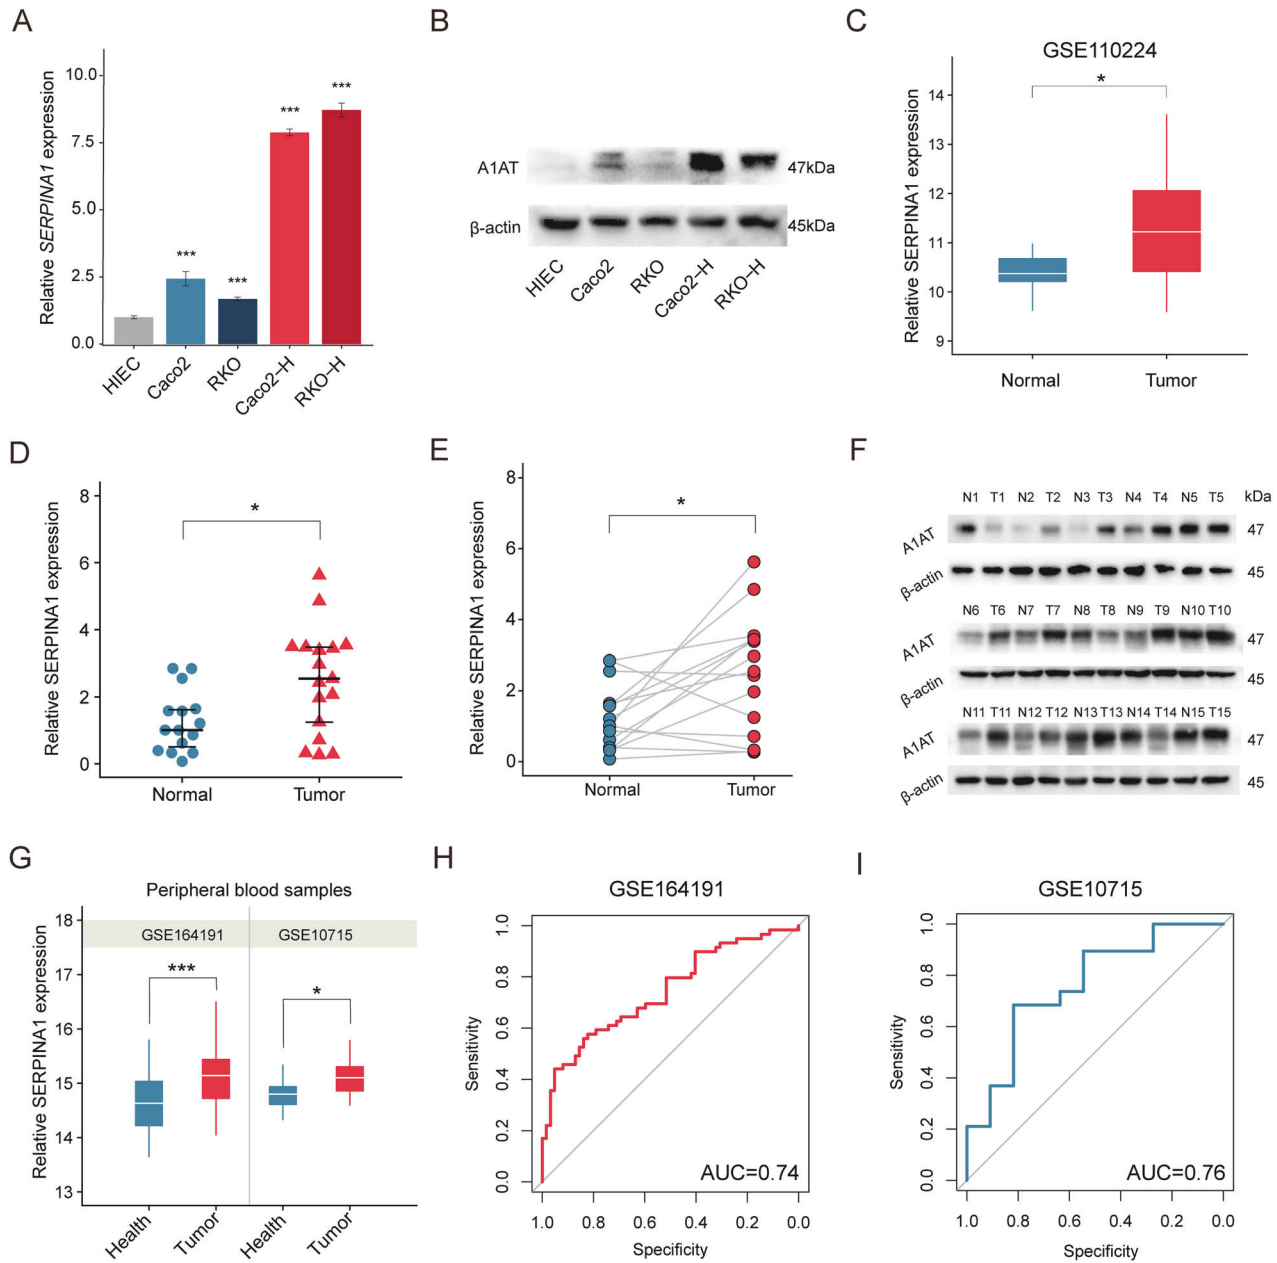 A
Relative SERPINA1 expression
10.0
7.5
5.0
2.5
0.0
***
***
***
***
HIEC
Caco2
RKO
Caco2–H
RKO–H
B
A1AT
47kDa
β-actin
45kDa
HIEC
Caco2
RKO
Caco2–H
RKO–H
C
GSE110224
Relative SERPINA1 expression
*
14
13
12
11
10
9
Normal
Tumor
D
Relative SERPINA1 expression
*
8
6
4
2
0
Normal
Tumor
E
Relative SERPINA1 expression
*
8
6
4
2
0
Normal
Tumor
F
N1 T1 N2 T2 N3 T3 N4 T4 N5 T5 kDa
A1AT
47
β-actin
45
N6 T6 N7 T7 N8 T8 N9 T9 N10 T10
A1AT
47
β-actin
45
N11 T11 N12 T12 N13 T13 N14 T14 N15 T15
A1AT
47
β-actin
45
G
Peripheral blood samples
Relative SERPINA1 expression
GSE164191
GSE10715
***
*
18
17
16
15
14
13
Health
Tumor
Health
Tumor
H
GSE164191
Sensitivity
1.0
0.8
0.6
0.4
0.2
0.0
AUC=0.74
1.0 0.8 0.6 0.4 0.2 0.0
Specificity
I
GSE10715
Sensitivity
1.0
0.8
0.6
0.4
0.2
0.0
AUC=0.76
1.0 0.8 0.6 0.4 0.2 0.0
Specificity